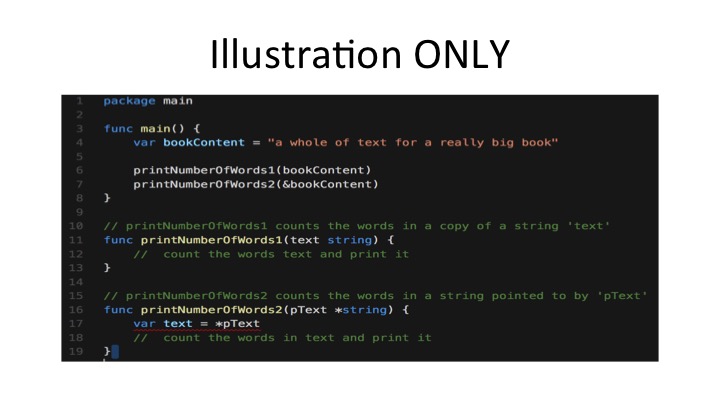 Illustration ONLY
1 package main
2
3 func main() {
4 var bookContent = "a whole of text for a really big book"
5
6 printNumberOfWords1(bookContent)
7 printNumberOfWords2(&bookContent)
8 }
9
10 // printNumberOfWords1 counts the words in a copy of a string 'text'
11 func printNumberOfWords1(text string) {
12 //  count the words text and print it
13 }
14
15 // printNumberOfWords2 counts the words in a string pointed to by 'pText'
16 func printNumberOfWords2(pText *string) {
17 var text = *pText
18 //  count the words in text and print it
19 }